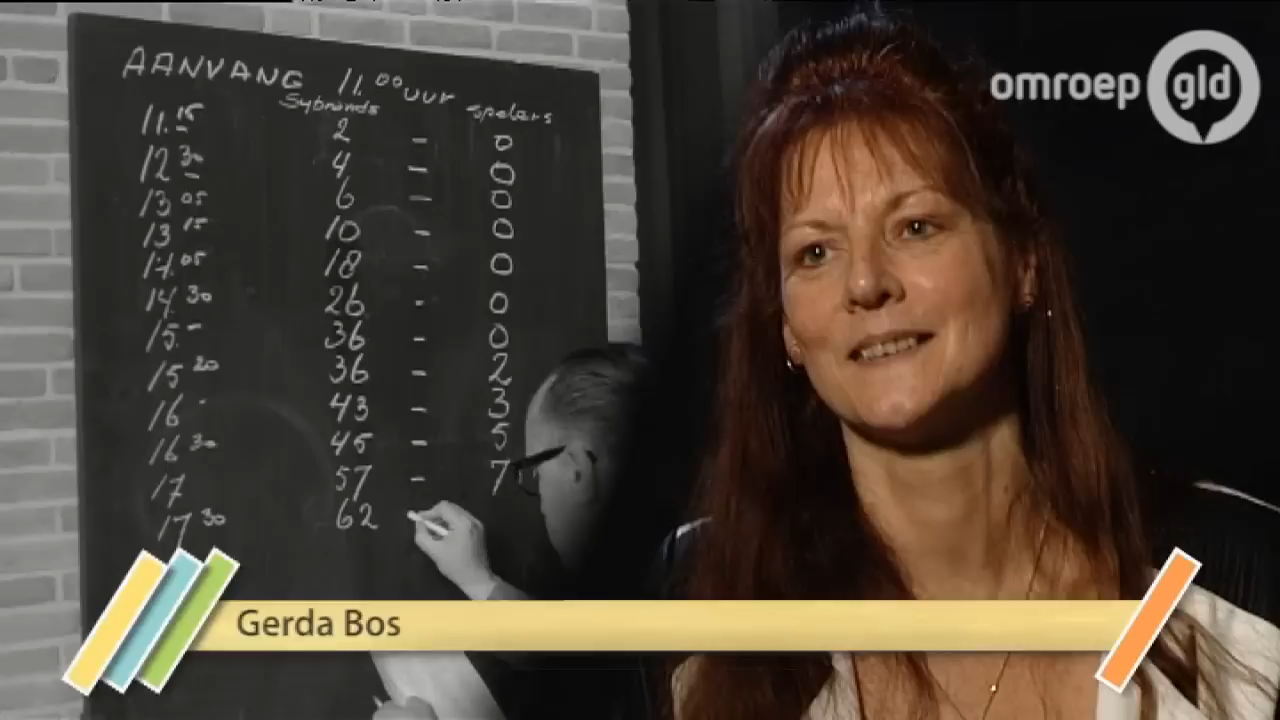 AANVANG 11.00 UUR
Sybrands spelers
11.15 2 - 0
12 30 4 - 0
13 05 6 - 0
13 15 10 - 0
14.05 18 - 0
14.30 26 - 0
15.- 36 - 0
15 20 36 - 2
16 - 43 - 3
16 30 45 - 5
17 57 - 7
17 30 62
omroep gld
Gerda Bos